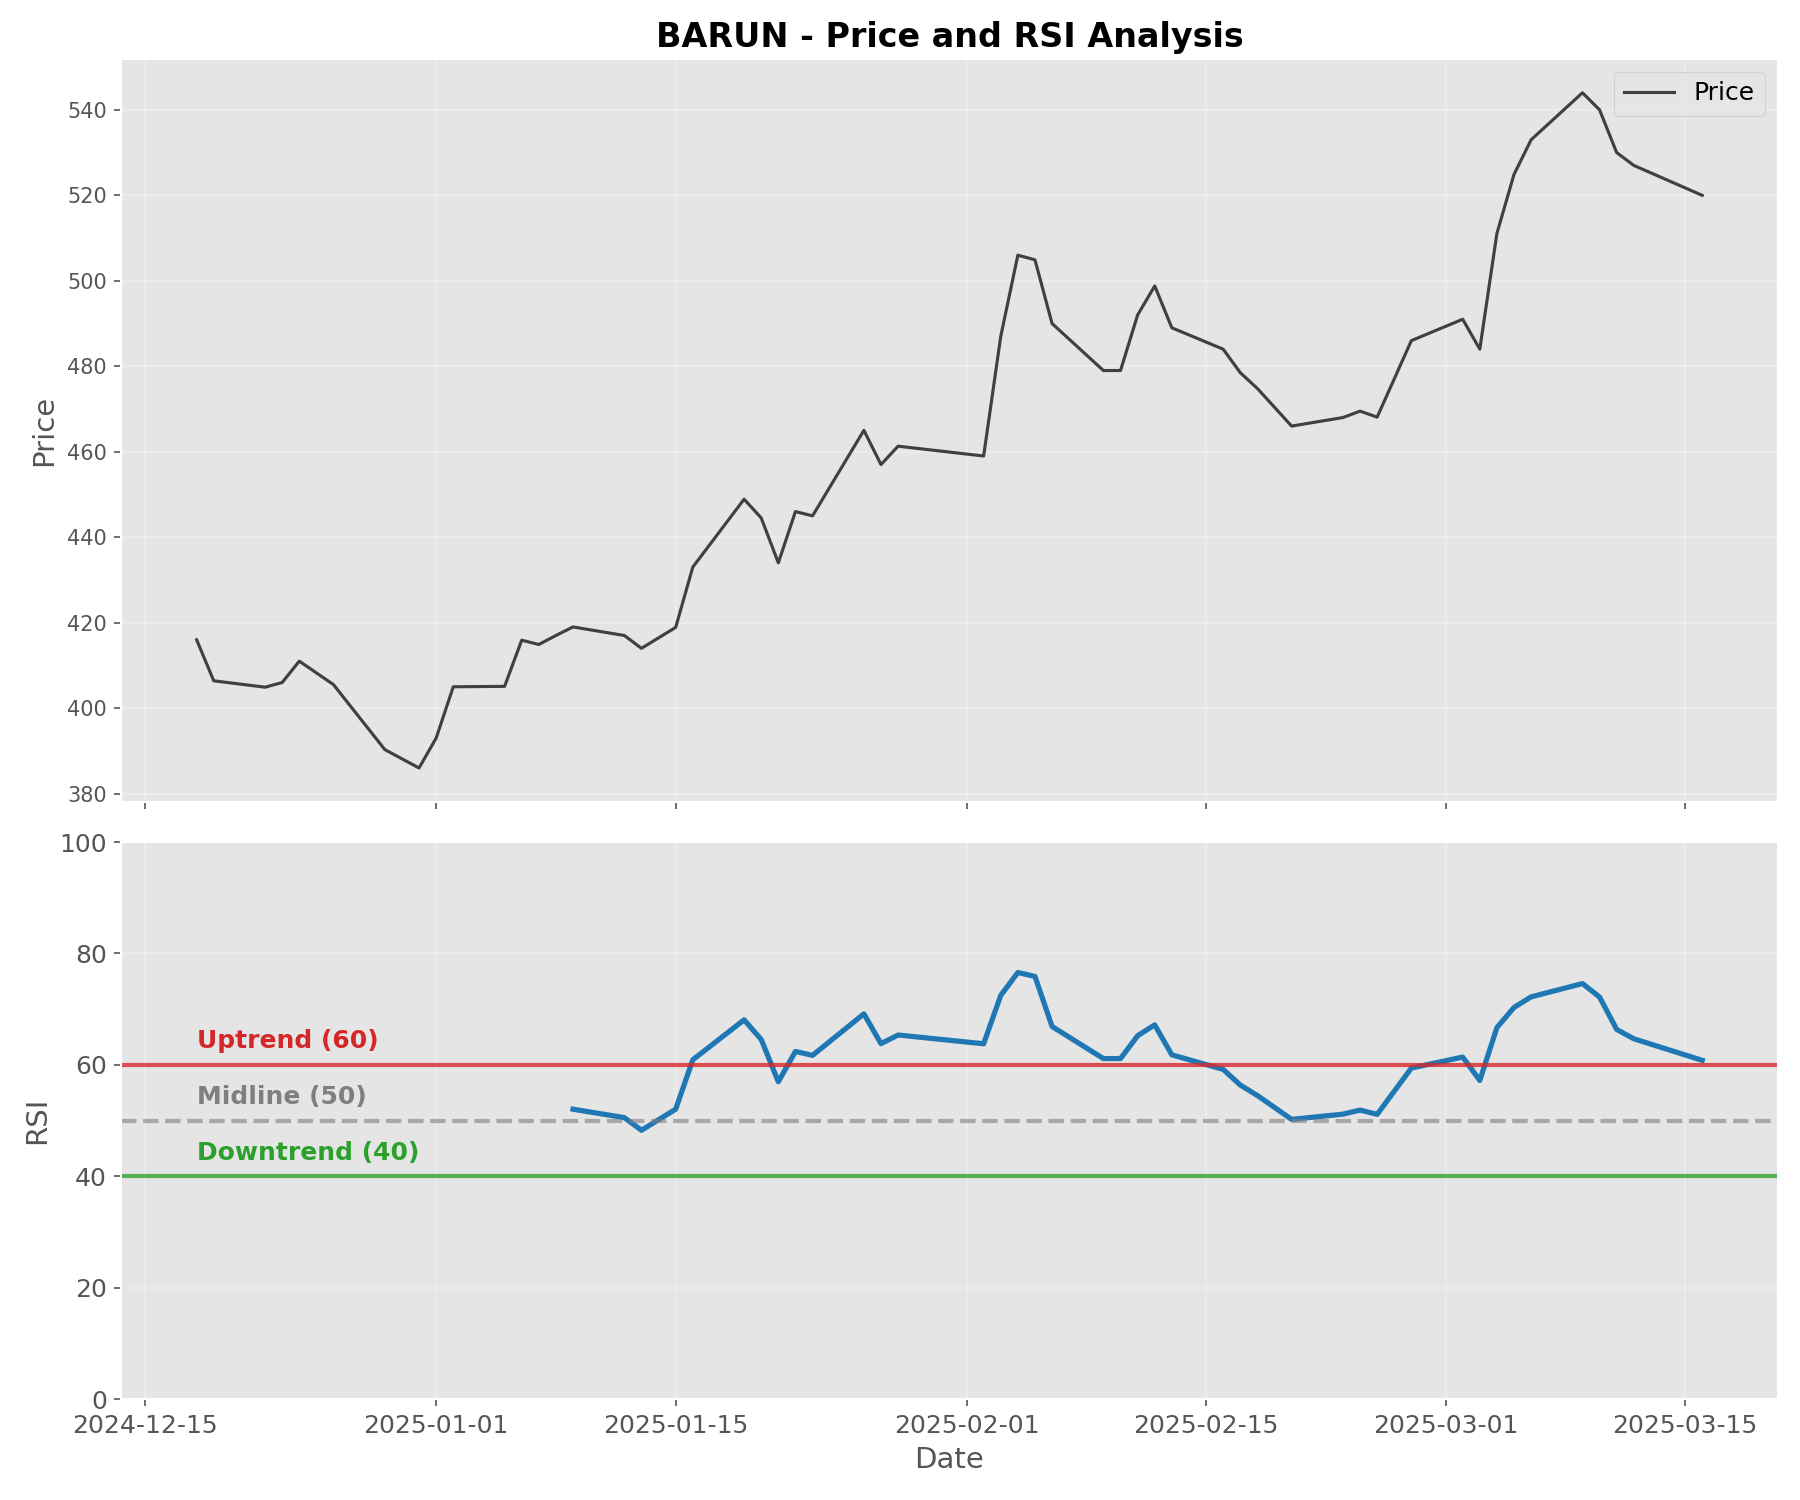 BARUN - Price and RSI Analysis
Price
540
520
500
480
460
440
420
400
380
Price
100
80
60
40
20
0
RSI
Uptrend (60)
Midline (50)
Downtrend (40)
2024-12-15
2025-01-01
2025-01-15
2025-02-01
2025-02-15
2025-03-01
2025-03-15
Date